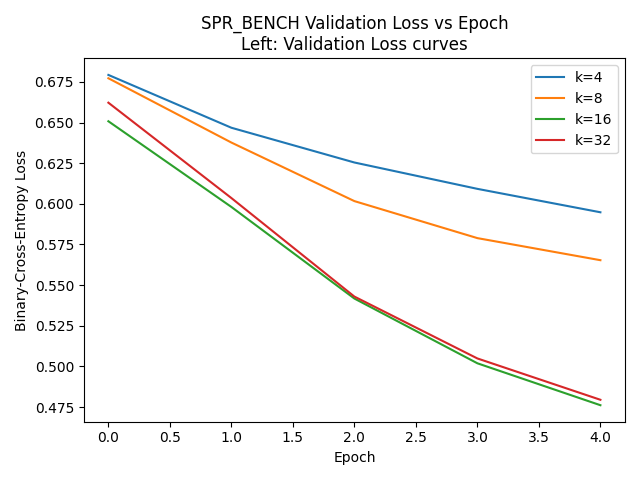 SPR_BENCH Validation Loss vs Epoch
Left: Validation Loss curves
Binary-Cross-Entropy Loss
0.675
0.650
0.625
0.600
0.575
0.550
0.525
0.500
0.475
k=4
k=8
k=16
k=32
0.0 0.5 1.0 1.5 2.0 2.5 3.0 3.5 4.0
Epoch